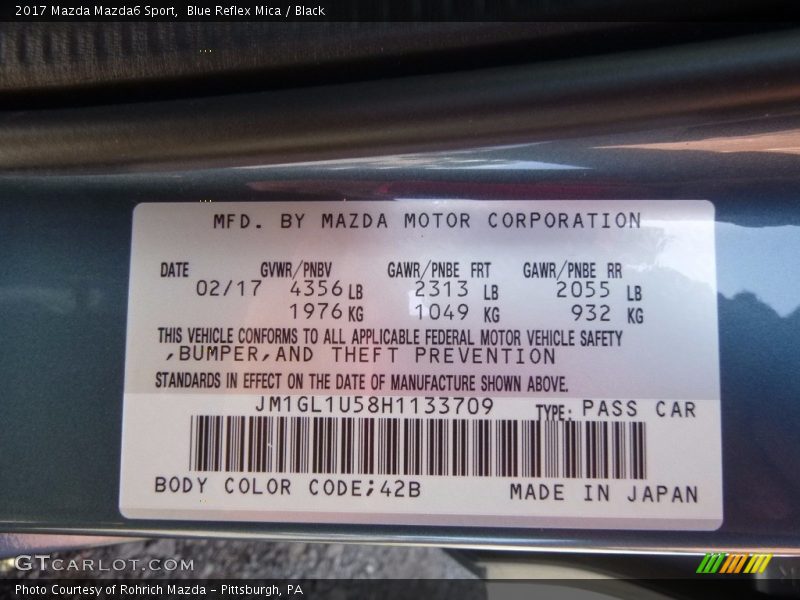 2017 Mazda Mazda6 Sport, Blue Reflex Mica / Black
MFD. BY MAZDA MOTOR CORPORATION
DATE GVWR/PNBV GAWR/PNBE FRT GAWR/PNBE RR
02/17 4356 LB 2313 LB 2055 LB
1976 KG 1049 KG 932 KG
THIS VEHICLE CONFORMS TO ALL APPLICABLE FEDERAL MOTOR VEHICLE SAFETY
,BUMPER,AND THEFT PREVENTION
STANDARDS IN EFFECT ON THE DATE OF MANUFACTURE SHOWN ABOVE.
JM1GL1U58H1133709 TYPE: PASS CAR
BODY COLOR CODE;42B MADE IN JAPAN
GTCARLOT.COM
Photo Courtesy of Rohrich Mazda - Pittsburgh, PA